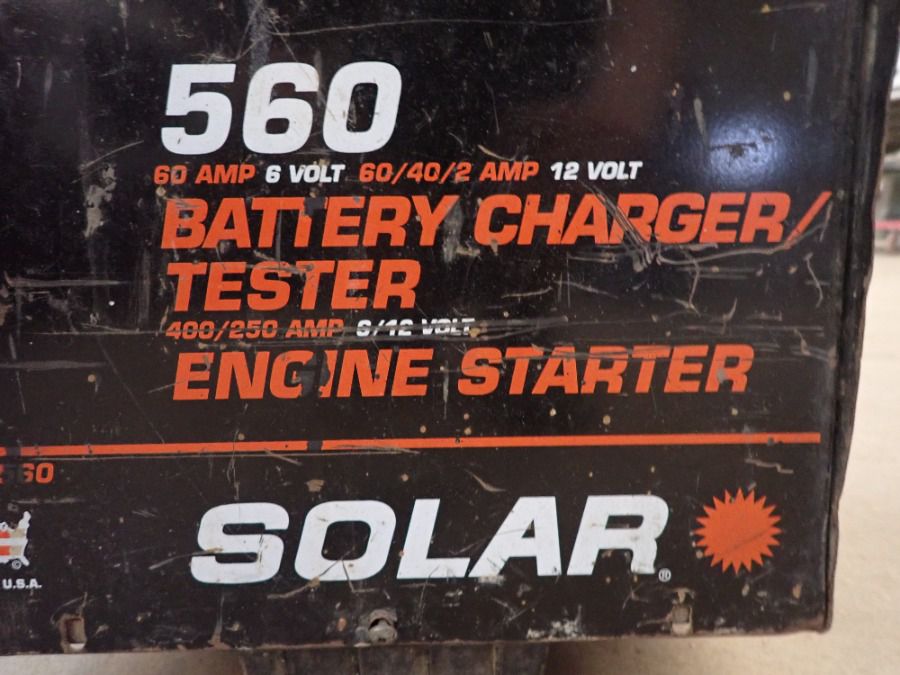 560
60 AMP 6 VOLT 60/40/2 AMP 12 VOLT
BATTERY CHARGER/
TESTER
400/250 AMP 6/12 VOLT
ENGINE STARTER
60
SOLAR ®
©
U.S.A.